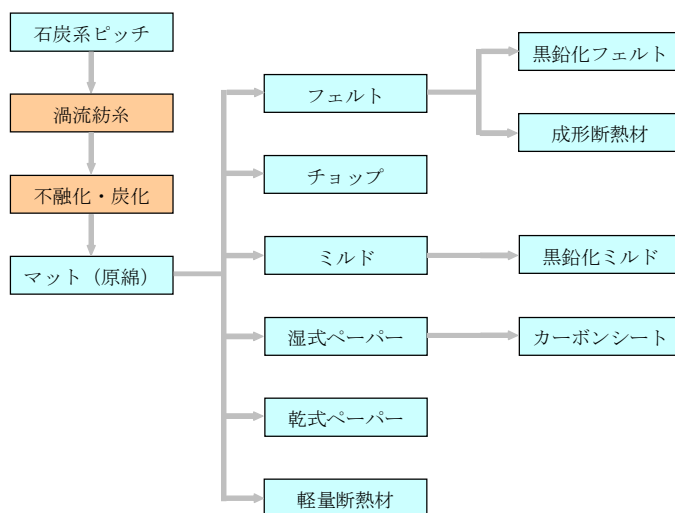 石炭系ピッチ
渦流紡糸
不融化・炭化
マット（原綿）
フェルト
チョップ
ミルド
湿式ペーパー
乾式ペーパー
軽量断熱材
黒鉛化フェルト
成形断熱材
黒鉛化ミルド
カーボンシート